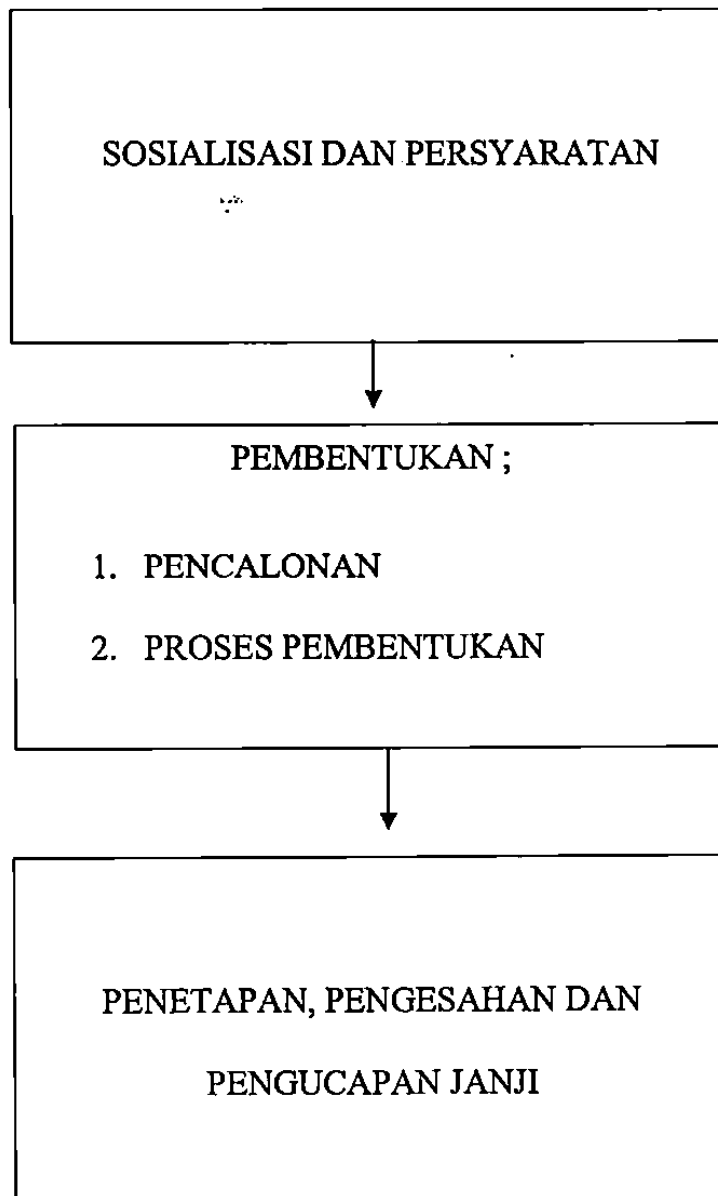 SOSIALISASI DAN PERSYARATAN
PEMBENTUKAN ;
1. PENCALONAN
2. PROSES PEMBENTUKAN
PENETAPAN, PENGESAHAN DAN
PENGUCAPAN JANJI